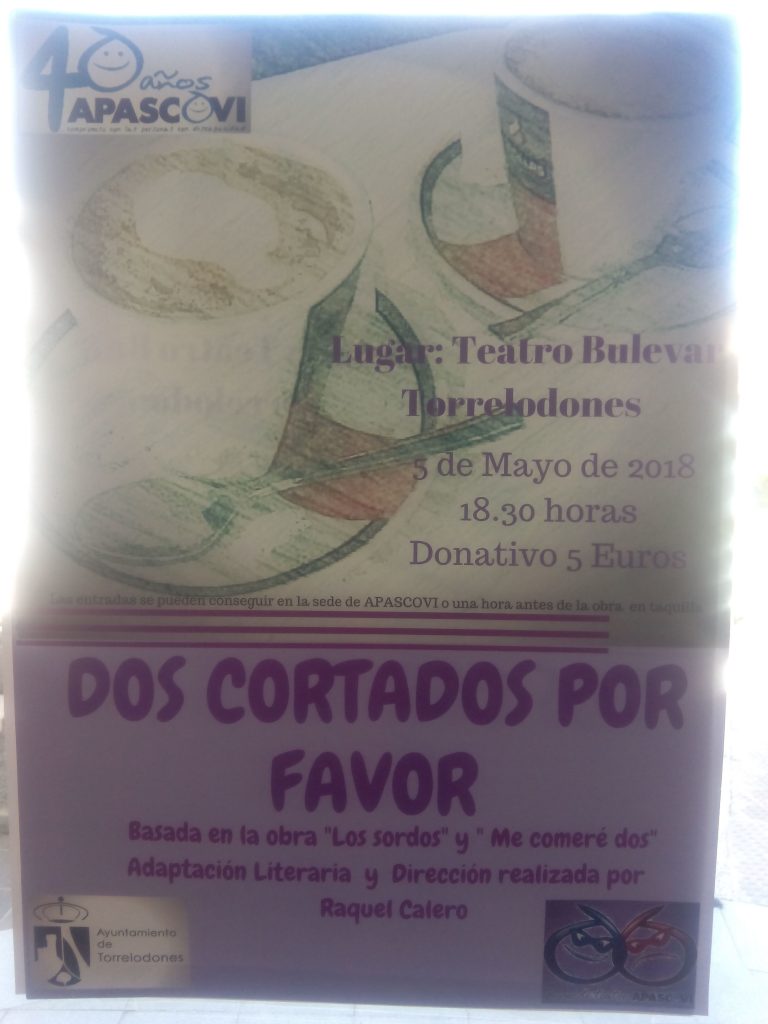 40 años
APASCOVI
Lugar: Teatro Bulevar
Torrelodones
5 de Mayo de 2018
18.30 horas
Donativo 5 Euros
Las entradas se pueden conseguir en la sede de APASCOVI o una hora antes de la obra en taquilla
DOS CORTADOS POR
FAVOR
Basada en la obra "Los sordos" y " Me comeré dos"
Adaptación Literaria y Dirección realizada por
Raquel Calero
Ayuntamiento
de
Torrelodones
APASCOVI